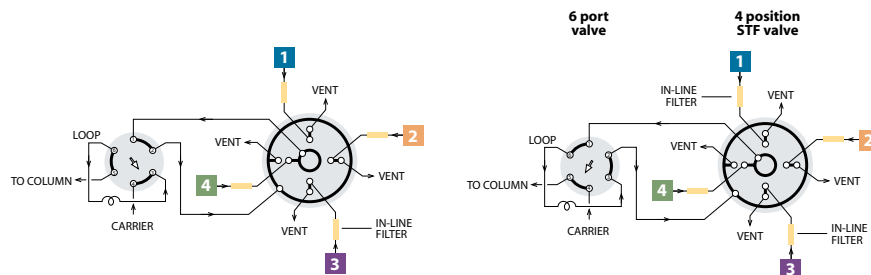 6 port
valve
4 position
STF valve
1
VENT
2
LOOP
VENT
TO COLUMN
4
VENT
CARRIER
VENT
IN-LINE
FILTER
3
1
VENT
IN-LINE
FILTER
2
LOOP
VENT
TO COLUMN
4
VENT
CARRIER
VENT
IN-LINE
FILTER
3